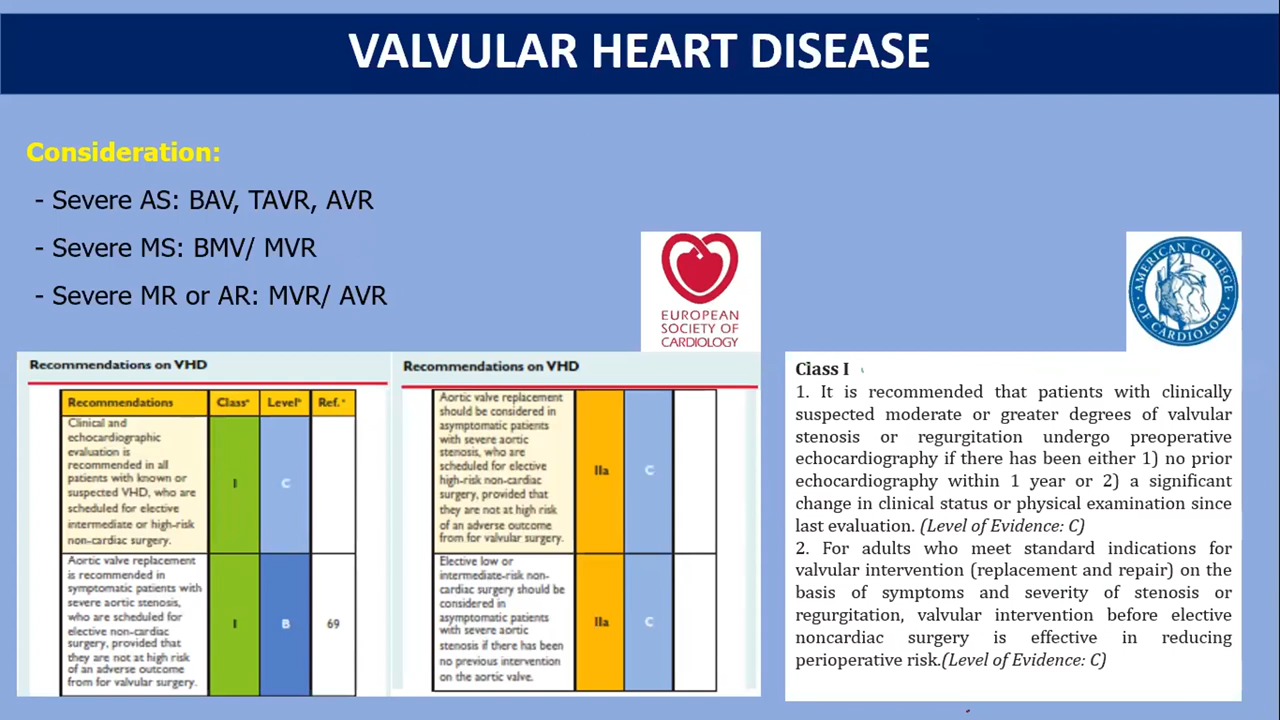 VALVULAR HEART DISEASE
Consideration:
- Severe AS: BAV, TAVR, AVR
- Severe MS: BMV/ MVR
- Severe MR or AR: MVR/ AVR
EUROPEAN
SOCIETY OF
CARDIOLOGY
AMERICAN COLLEGE
OF CARDIOLOGY
Recommendations on VHD
Recommendations Classᵃ Levelᵇ Ref.ᶜ
Clinical and
echocardiographic
evaluation is
recommended in all
patients with known or
suspected VHD, who are
scheduled for elective
intermediate or high-risk
non-cardiac surgery.
I C
Aortic valve replacement
is recommended in
symptomatic patients with
severe aortic stenosis,
who are scheduled for
elective non-cardiac
surgery, provided that
they are not at high risk
of an adverse outcome
from for valvular surgery.
I B 69
Recommendations on VHD
Aortic valve replacement
should be considered in
asymptomatic patients
with severe aortic
stenosis, who are
scheduled for elective
high-risk non-cardiac
surgery, provided that
they are not at high risk
of an adverse outcome
from for valvular surgery.
IIa C
Elective low or
intermediate-risk non-
cardiac surgery should be
considered in
asymptomatic patients
with severe aortic
stenosis if there has been
no previous intervention
on the aortic valve.
IIa C
Class I
1. It is recommended that patients with clinically
suspected moderate or greater degrees of valvular
stenosis or regurgitation undergo preoperative
echocardiography if there has been either 1) no prior
echocardiography within 1 year or 2) a significant
change in clinical status or physical examination since
last evaluation. (Level of Evidence: C)
2. For adults who meet standard indications for
valvular intervention (replacement and repair) on the
basis of symptoms and severity of stenosis or
regurgitation, valvular intervention before elective
noncardiac surgery is effective in reducing
perioperative risk.(Level of Evidence: C)